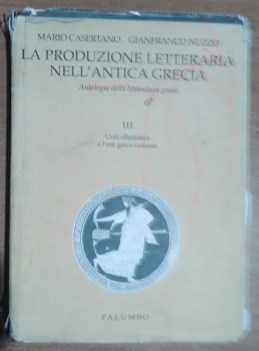 MARIO CASERTANO - GIANFRANCO NUZZO
LA PRODUZIONE LETTERARIA
NELL'ANTICA GRECIA
Antologia della letteratura greca
III
L'età ellenistica
e l'età greco-romana
PALUMBO